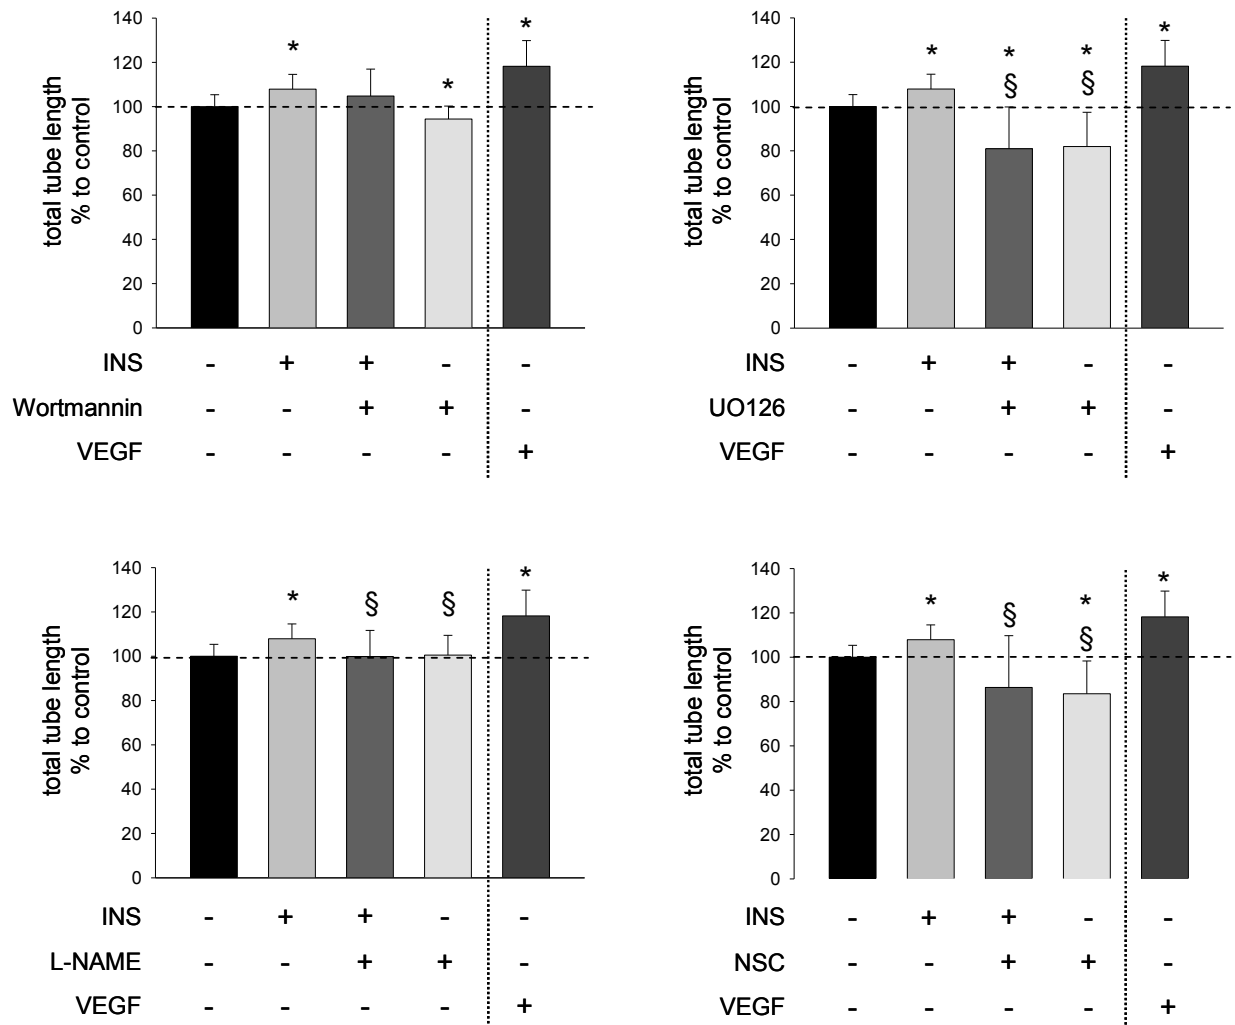 total tube length
% to control
140
120
100
80
60
40
20
0
*
*
*
INS - + + - -
Wortmannin - - + + -
VEGF - - - - +
total tube length
% to control
140
120
100
80
60
40
20
0
* * * *
§ §
INS - + + - -
UO126 - - + + -
VEGF - - - - +
total tube length
% to control
140
120
100
80
60
40
20
0
* § § *
INS - + + - -
L-NAME - - + + -
VEGF - - - - +
total tube length
% to control
140
120
100
80
60
40
20
0
* § * *
§
INS - + + - -
NSC - - + + -
VEGF - - - - +